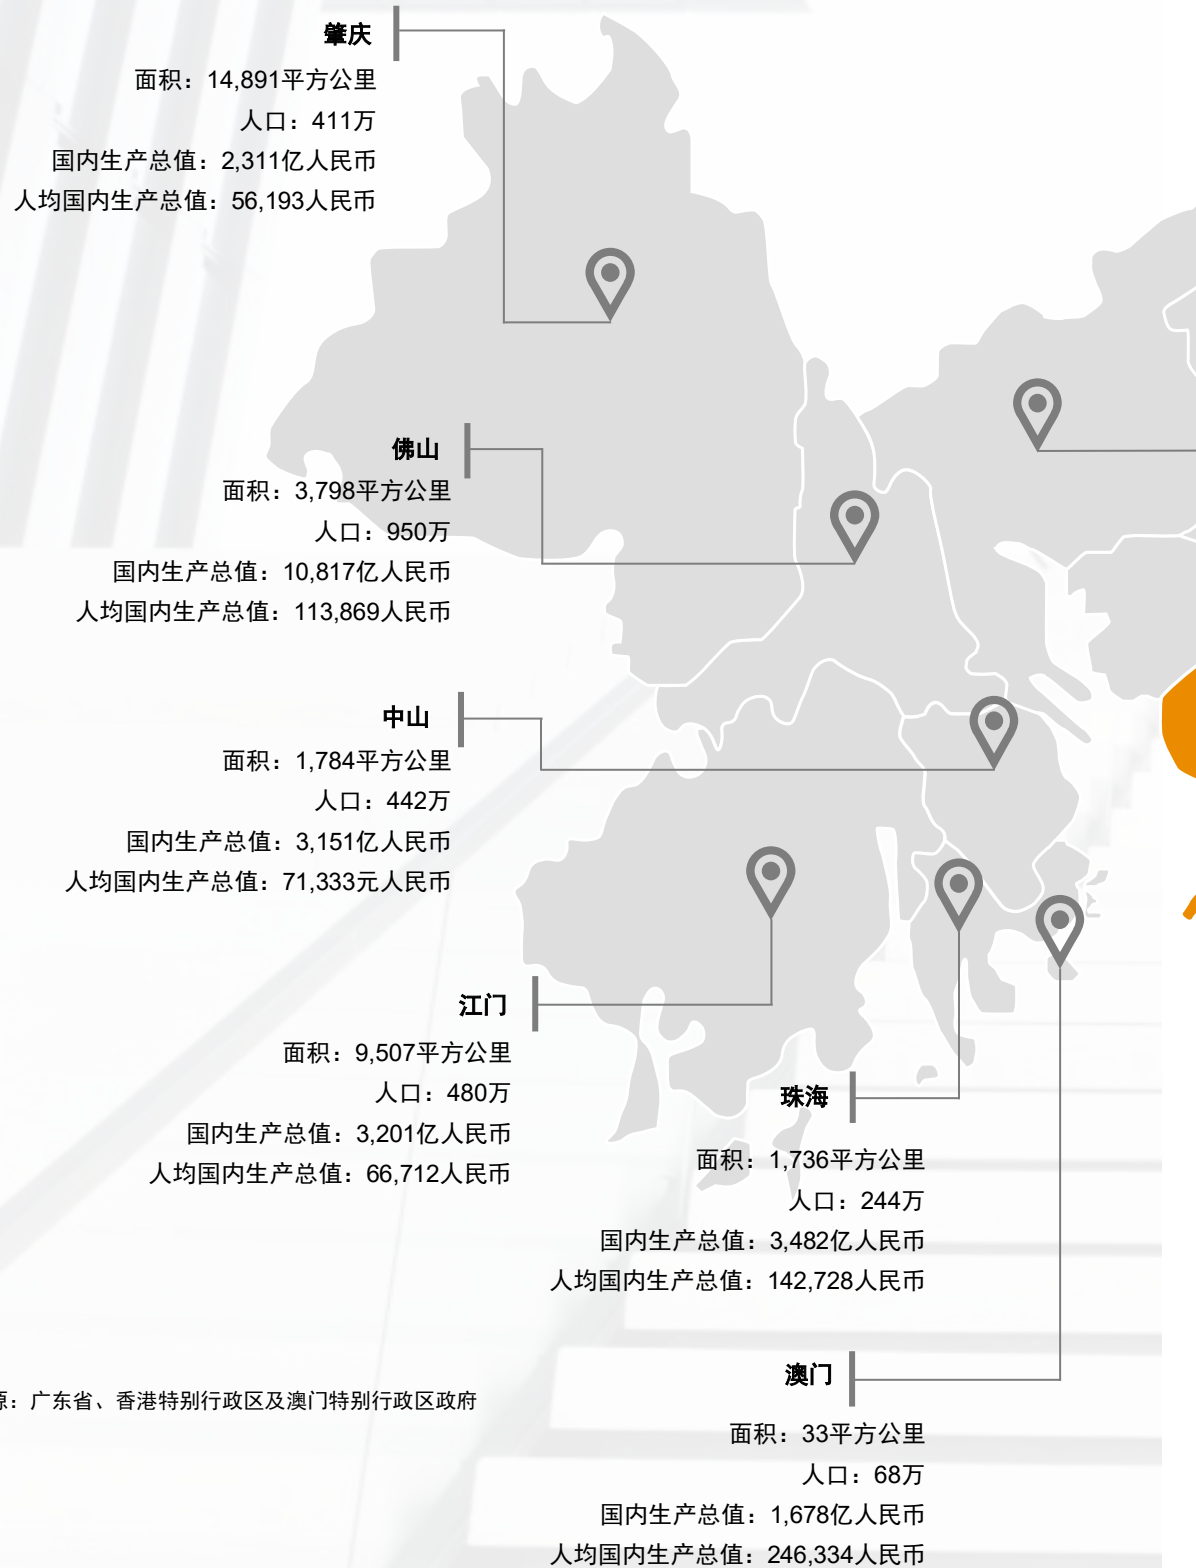 肇庆
面积：14,891平方公里
人口：411万
国内生产总值：2,311亿人民币
人均国内生产总值：56,193人民币
佛山
面积：3,798平方公里
人口：950万
国内生产总值：10,817亿人民币
人均国内生产总值：113,869人民币
中山
面积：1,784平方公里
人口：442万
国内生产总值：3,151亿人民币
人均国内生产总值：71,333元人民币
江门
面积：9,507平方公里
人口：480万
国内生产总值：3,201亿人民币
人均国内生产总值：66,712人民币
珠海
面积：1,736平方公里
人口：244万
国内生产总值：3,482亿人民币
人均国内生产总值：142,728人民币
澳门
面积：33平方公里
人口：68万
国内生产总值：1,678亿人民币
人均国内生产总值：246,334人民币
源：广东省、香港特别行政区及澳门特别行政区政府